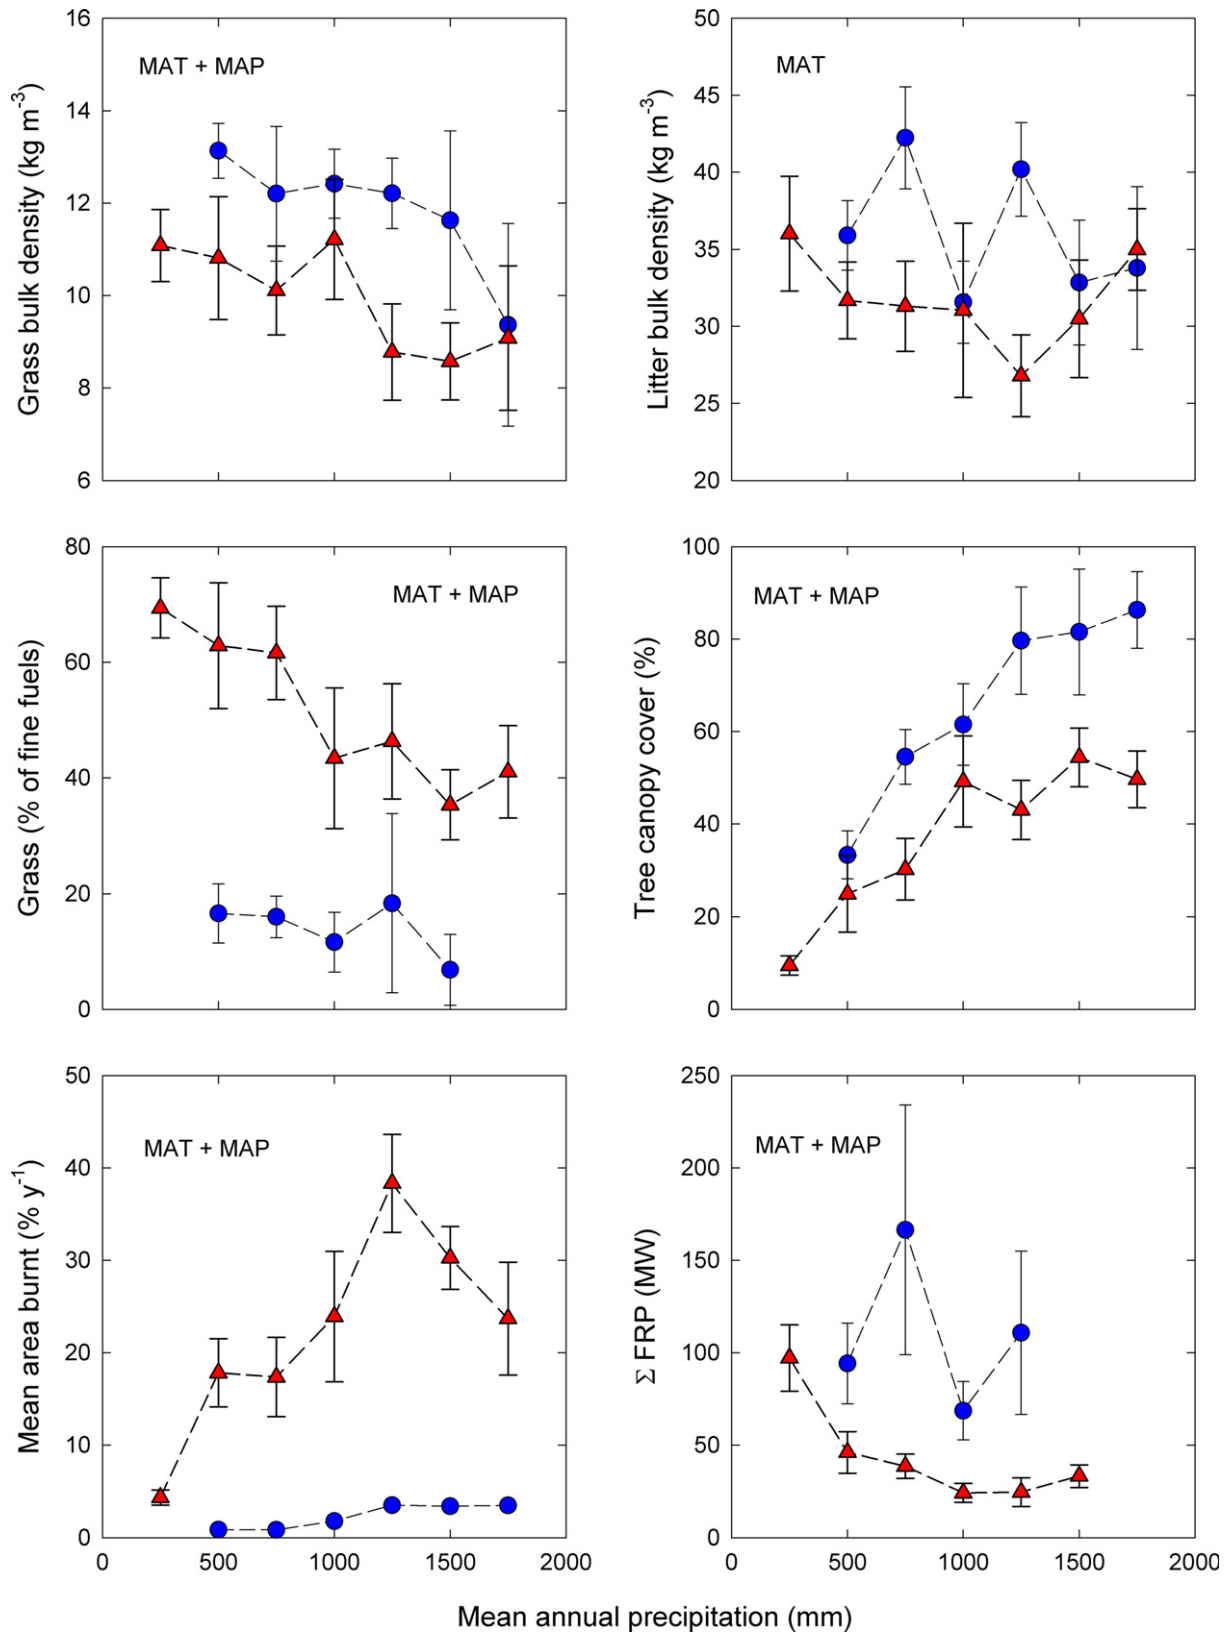 16
14
12
10
8
6
Grass bulk density (kg m⁻³)
MAT + MAP
50
45
40
35
30
25
20
Litter bulk density (kg m⁻³)
MAT
80
60
40
20
0
Grass (% of fine fuels)
MAT + MAP
100
80
60
40
20
0
Tree canopy cover (%)
MAT + MAP
50
40
30
20
10
0
Mean area burnt (% y⁻¹)
MAT + MAP
0 500 1000 1500 2000
250
200
150
100
50
0
Σ FRP (MW)
MAT + MAP
0 500 1000 1500 2000
Mean annual precipitation (mm)